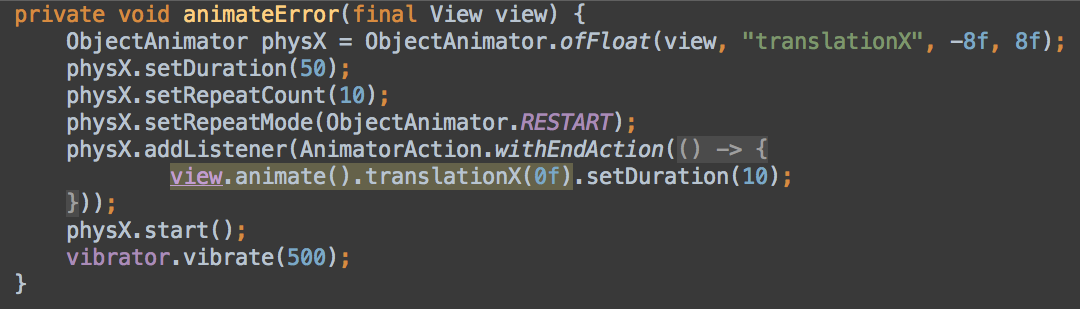 private void animateError(final View view) {
    ObjectAnimator physX = ObjectAnimator.ofFloat(view, "translationX", -8f, 8f);
    physX.setDuration(50);
    physX.setRepeatCount(10);
    physX.setRepeatMode(ObjectAnimator.RESTART);
    physX.addListener(AnimatorAction.withEndAction(() -> {
            view.animate().translationX(0f).setDuration(10);
    }));
    physX.start();
    vibrator.vibrate(500);
}